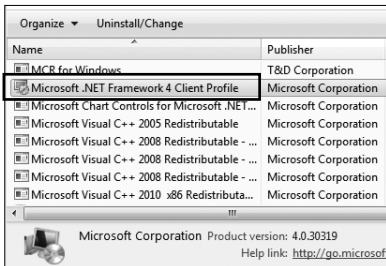 Organize ▼ Uninstall/Change
Name Publisher
MCR for Windows T&D Corporation
Microsoft .NET Framework 4 Client Profile Microsoft Corporation
Microsoft Chart Controls for Microsoft .NET... Microsoft Corporation
Microsoft Visual C++ 2005 Redistributable Microsoft Corporation
Microsoft Visual C++ 2008 Redistributable - ... Microsoft Corporation
Microsoft Visual C++ 2008 Redistributable - ... Microsoft Corporation
Microsoft Visual C++ 2008 Redistributable - ... Microsoft Corporation
Microsoft Visual C++ 2010 x86 Redistributa... Microsoft Corporation
Microsoft Corporation Product version: 4.0.30319
Help link: http://go.microsoft